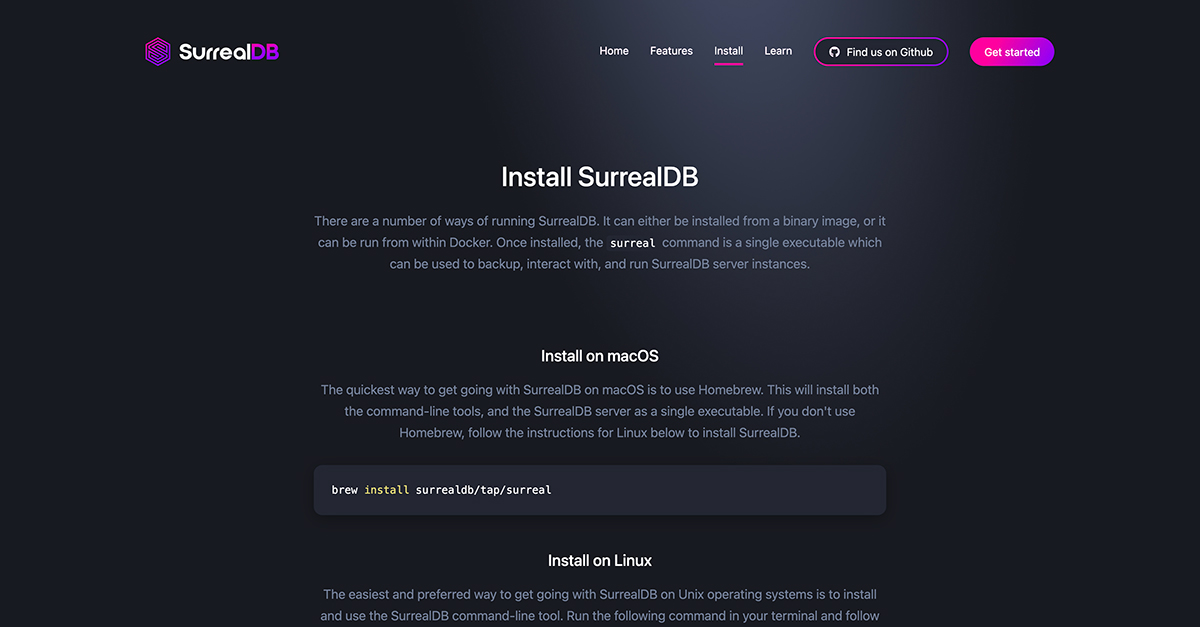 SurrealDB
Home Features Install Learn Find us on Github Get started
Install SurrealDB
There are a number of ways of running SurrealDB. It can either be installed from a binary image, or it
can be run from within Docker. Once installed, the surreal command is a single executable which
can be used to backup, interact with, and run SurrealDB server instances.
Install on macOS
The quickest way to get going with SurrealDB on macOS is to use Homebrew. This will install both
the command-line tools, and the SurrealDB server as a single executable. If you don't use
Homebrew, follow the instructions for Linux below to install SurrealDB.
brew install surrealdb/tap/surreal
Install on Linux
The easiest and preferred way to get going with SurrealDB on Unix operating systems is to install
and use the SurrealDB command-line tool. Run the following command in your terminal and follow